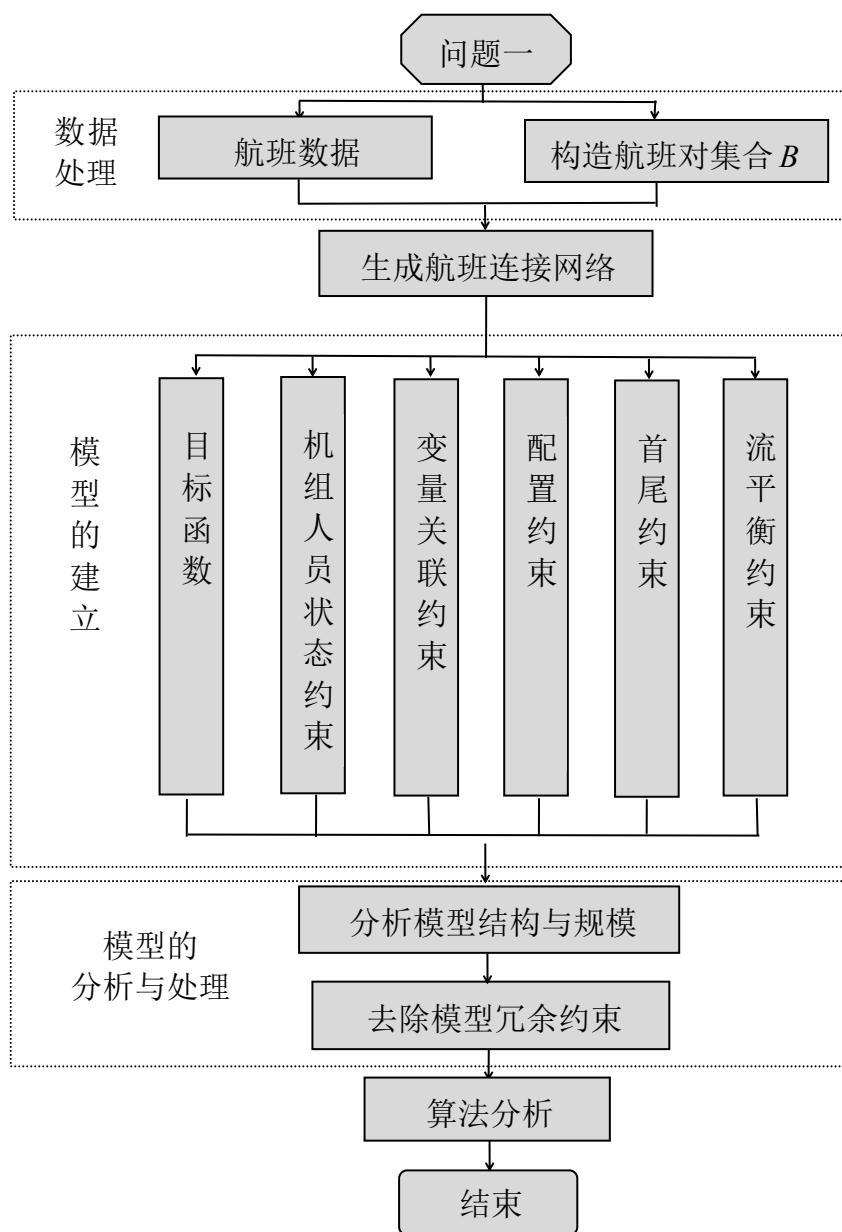 问题一
数据
处理
航班数据
构造航班对集合 B
生成航班连接网络
模型的建立
目标函数
机组人员状态约束
变量关联约束
配置约束
首尾约束
流平衡约束
模型的
分析与处理
分析模型结构与规模
去除模型冗余约束
算法分析
结束